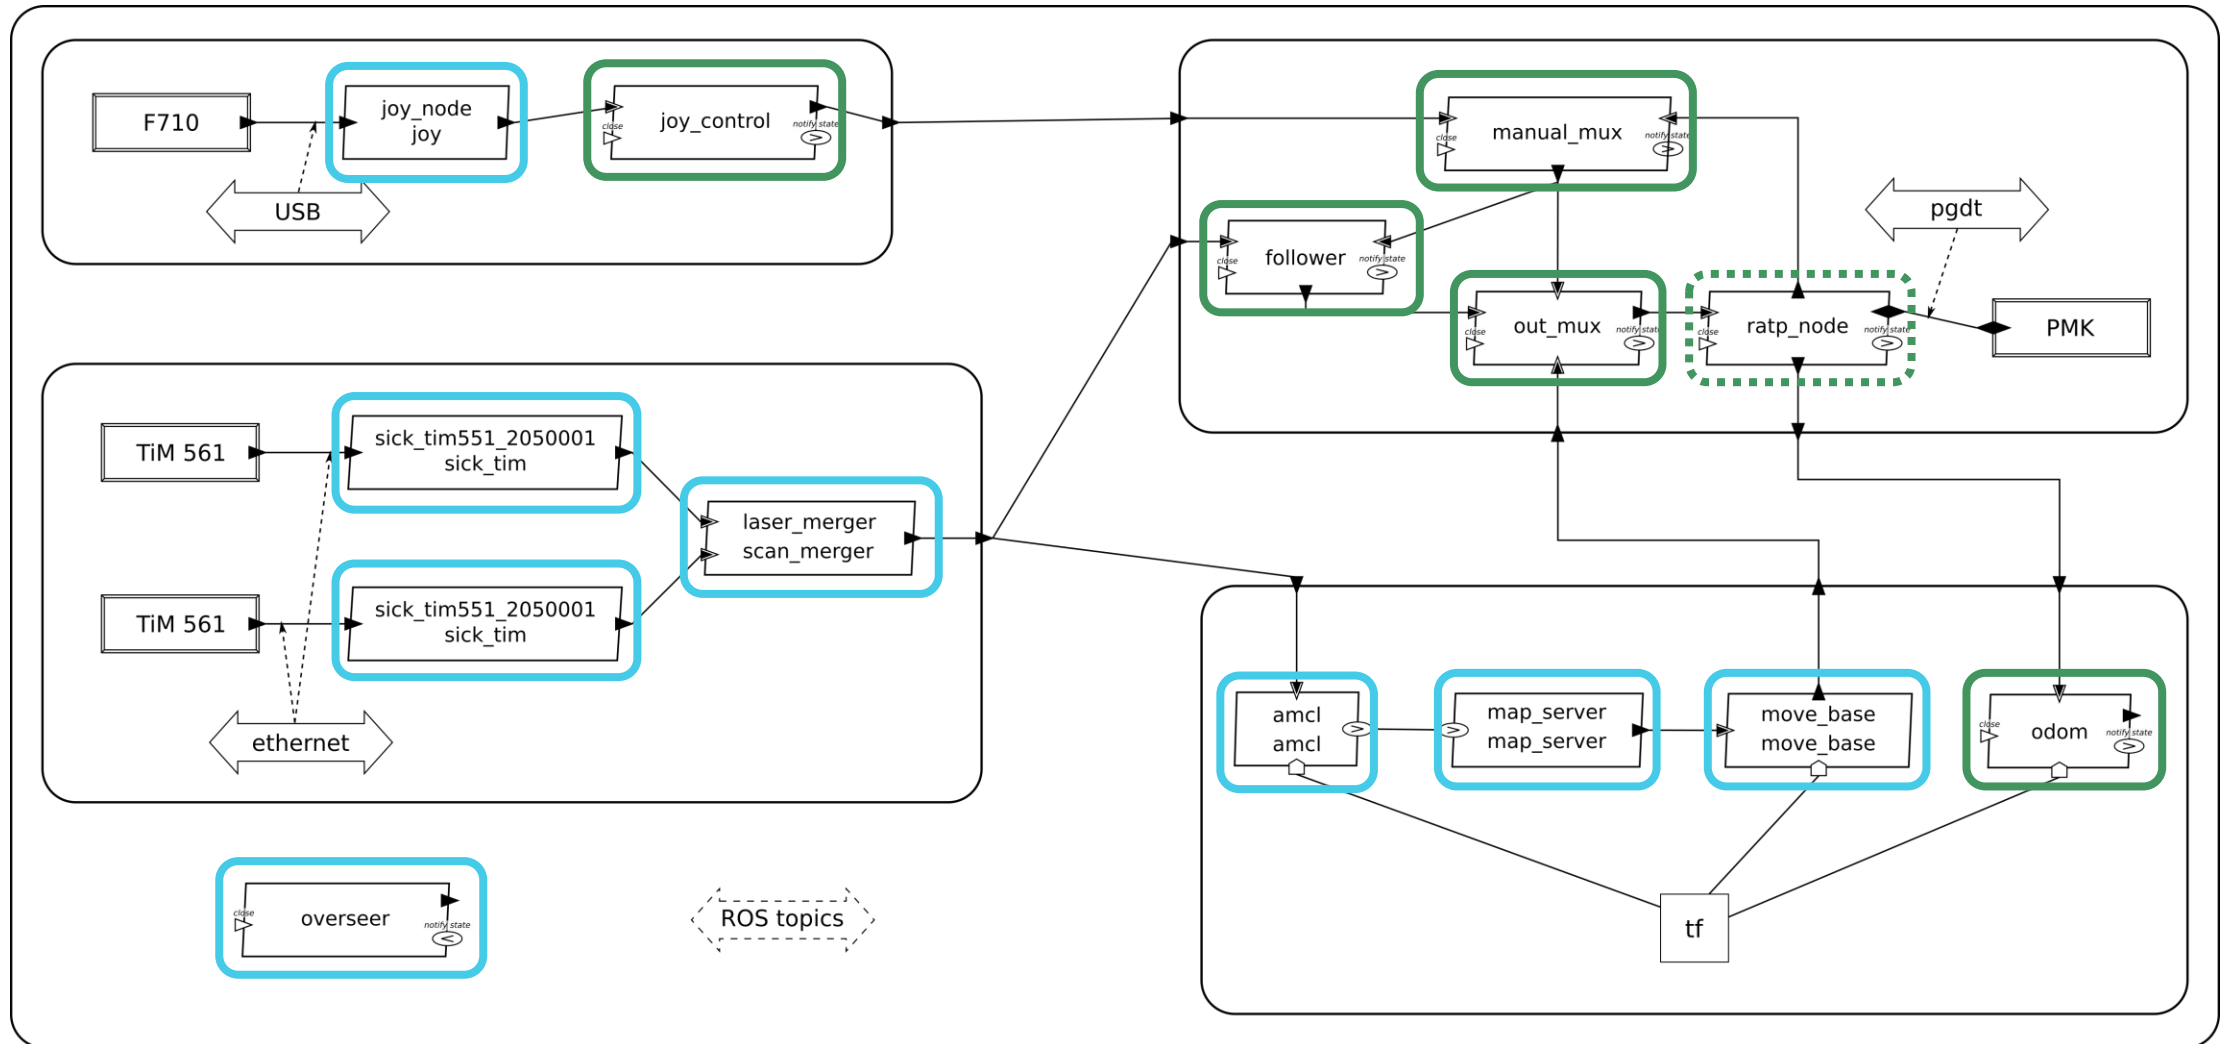 F710
joy_node
joy
close
joy_control
notify state
USB
close
manual_mux
notify state
close
follower
notify state
pgdt
close
out_mux
notify state
close
ratp_node
notify state
PMK
TiM 561
sick_tim551_2050001
sick_tim
laser_merger
scan_merger
TiM 561
sick_tim551_2050001
sick_tim
ethernet
amcl
amcl
map_server
map_server
move_base
move_base
close
odom
notify state
close
overseer
notify state
ROS topics
tf